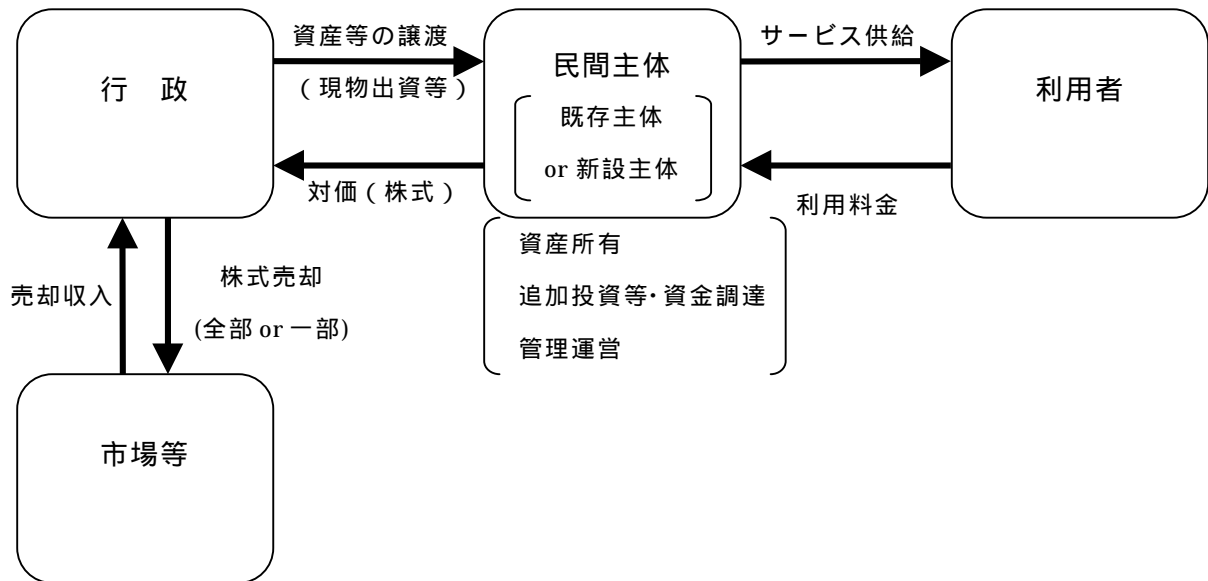 行　政
資産等の譲渡
（現物出資等）
対価（株式）
民間主体
既存主体
or 新設主体
サービス供給
利用料金
利用者
資産所有
追加投資等・資金調達
管理運営
売却収入
株式売却
(全部 or 一部)
市場等